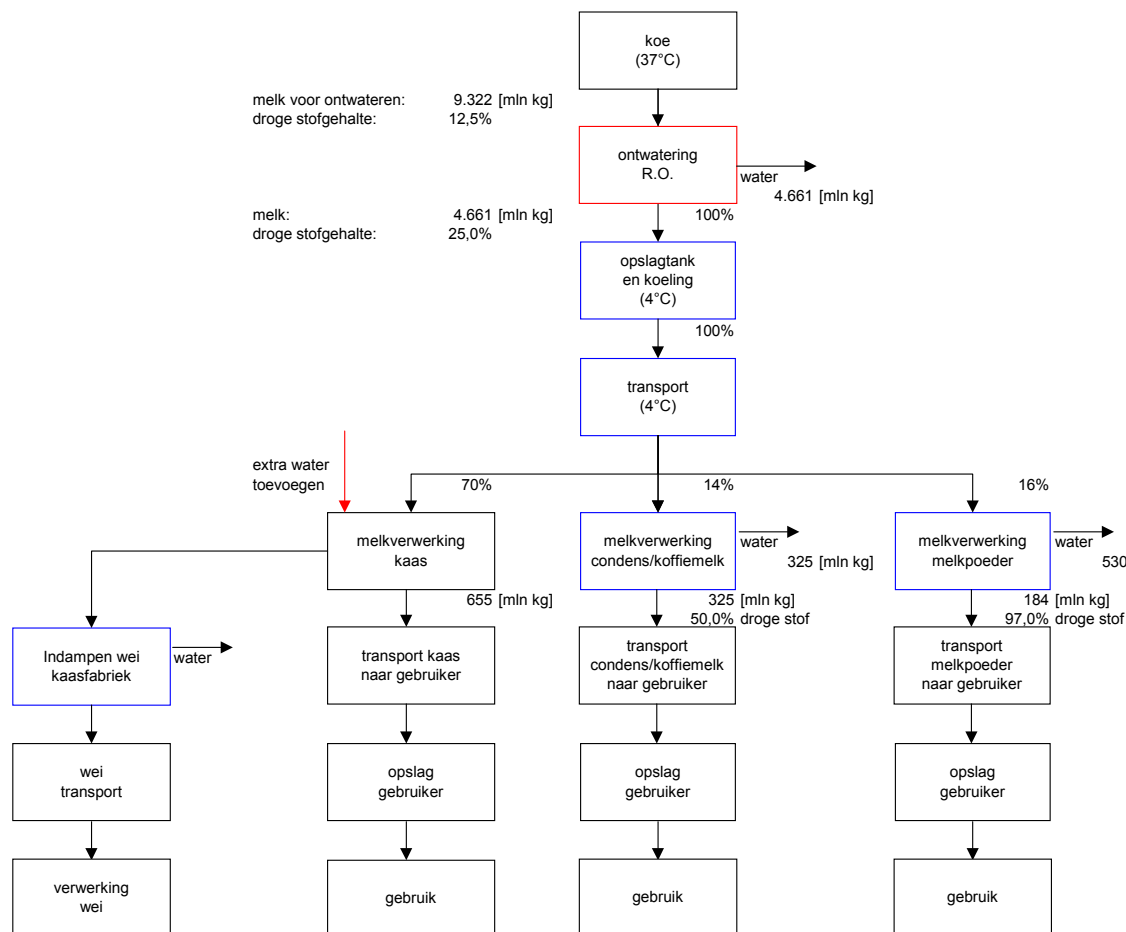 koe
(37°C)
melk voor ontwateren: 9.322 [mln kg]
droge stofgehalte: 12,5%
ontwatering
R.O.
water
4.661 [mln kg]
melk: 4.661 [mln kg]
droge stofgehalte: 25,0%
100%
opslagtank
en koeling
(4°C)
100%
transport
(4°C)
extra water
toevoegen
70%
14%
16%
melkverwerking
kaas
melkverwerking
condens/koffiemelk
water
325 [mln kg]
melkverwerking
melkpoeder
water
530
655 [mln kg]
325 [mln kg]
50,0% droge stof
184 [mln kg]
97,0% droge stof
Indampen wei
kaasfabriek
water
transport kaas
naar gebruiker
transport
condens/koffiemelk
naar gebruiker
transport
melkpoeder
naar gebruiker
wei
transport
opslag
gebruiker
opslag
gebruiker
opslag
gebruiker
verwerking
wei
gebruik
gebruik
gebruik